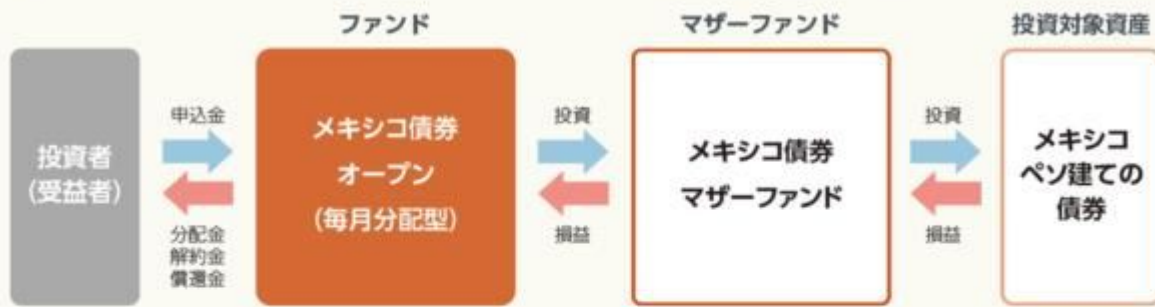 ファンド
マザーファンド
投資対象資産
投資者
(受益者)
申込金
分配金
解約金
償還金
メキシコ債券
オープン
(毎月分配型)
投資
損益
メキシコ債券
マザーファンド
投資
損益
メキシコ
ペソ建ての
債券